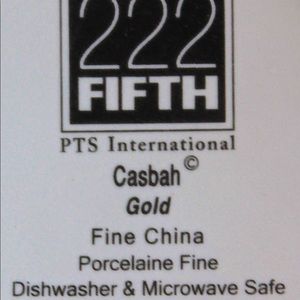 222
FIFTH
PTS International
Casbah©
Gold
Fine China
Porcelaine Fine
Dishwasher & Microwave Safe